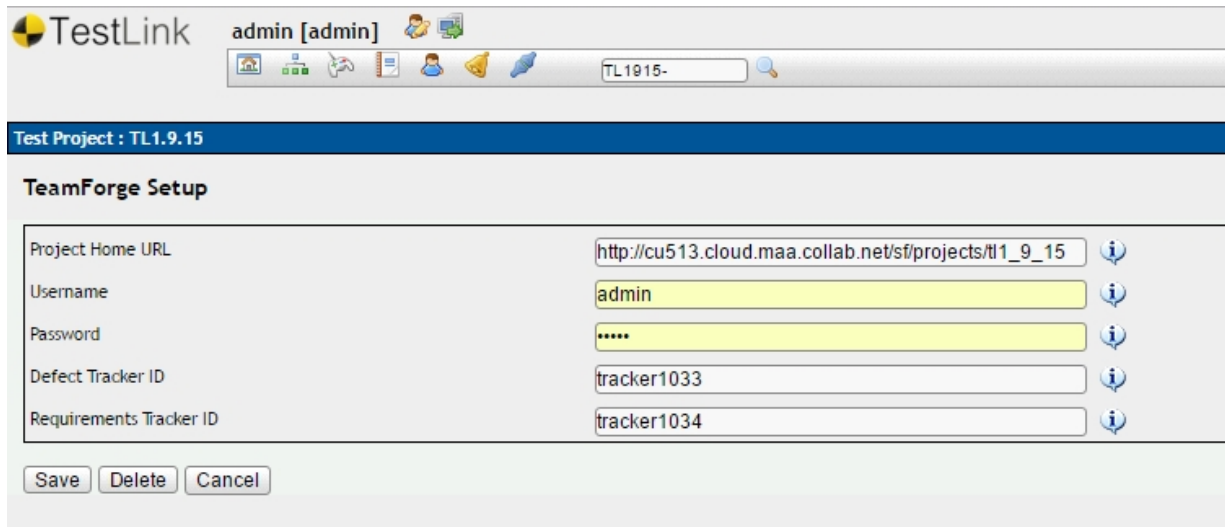 TestLink
admin [admin]
TL1915-
Test Project : TL1.9.15
TeamForge Setup
Project Home URL http://cu513.cloud.maa.collab.net/sf/projects/tl1_9_15
Username admin
Password •••••
Defect Tracker ID tracker1033
Requirements Tracker ID tracker1034
Save Delete Cancel